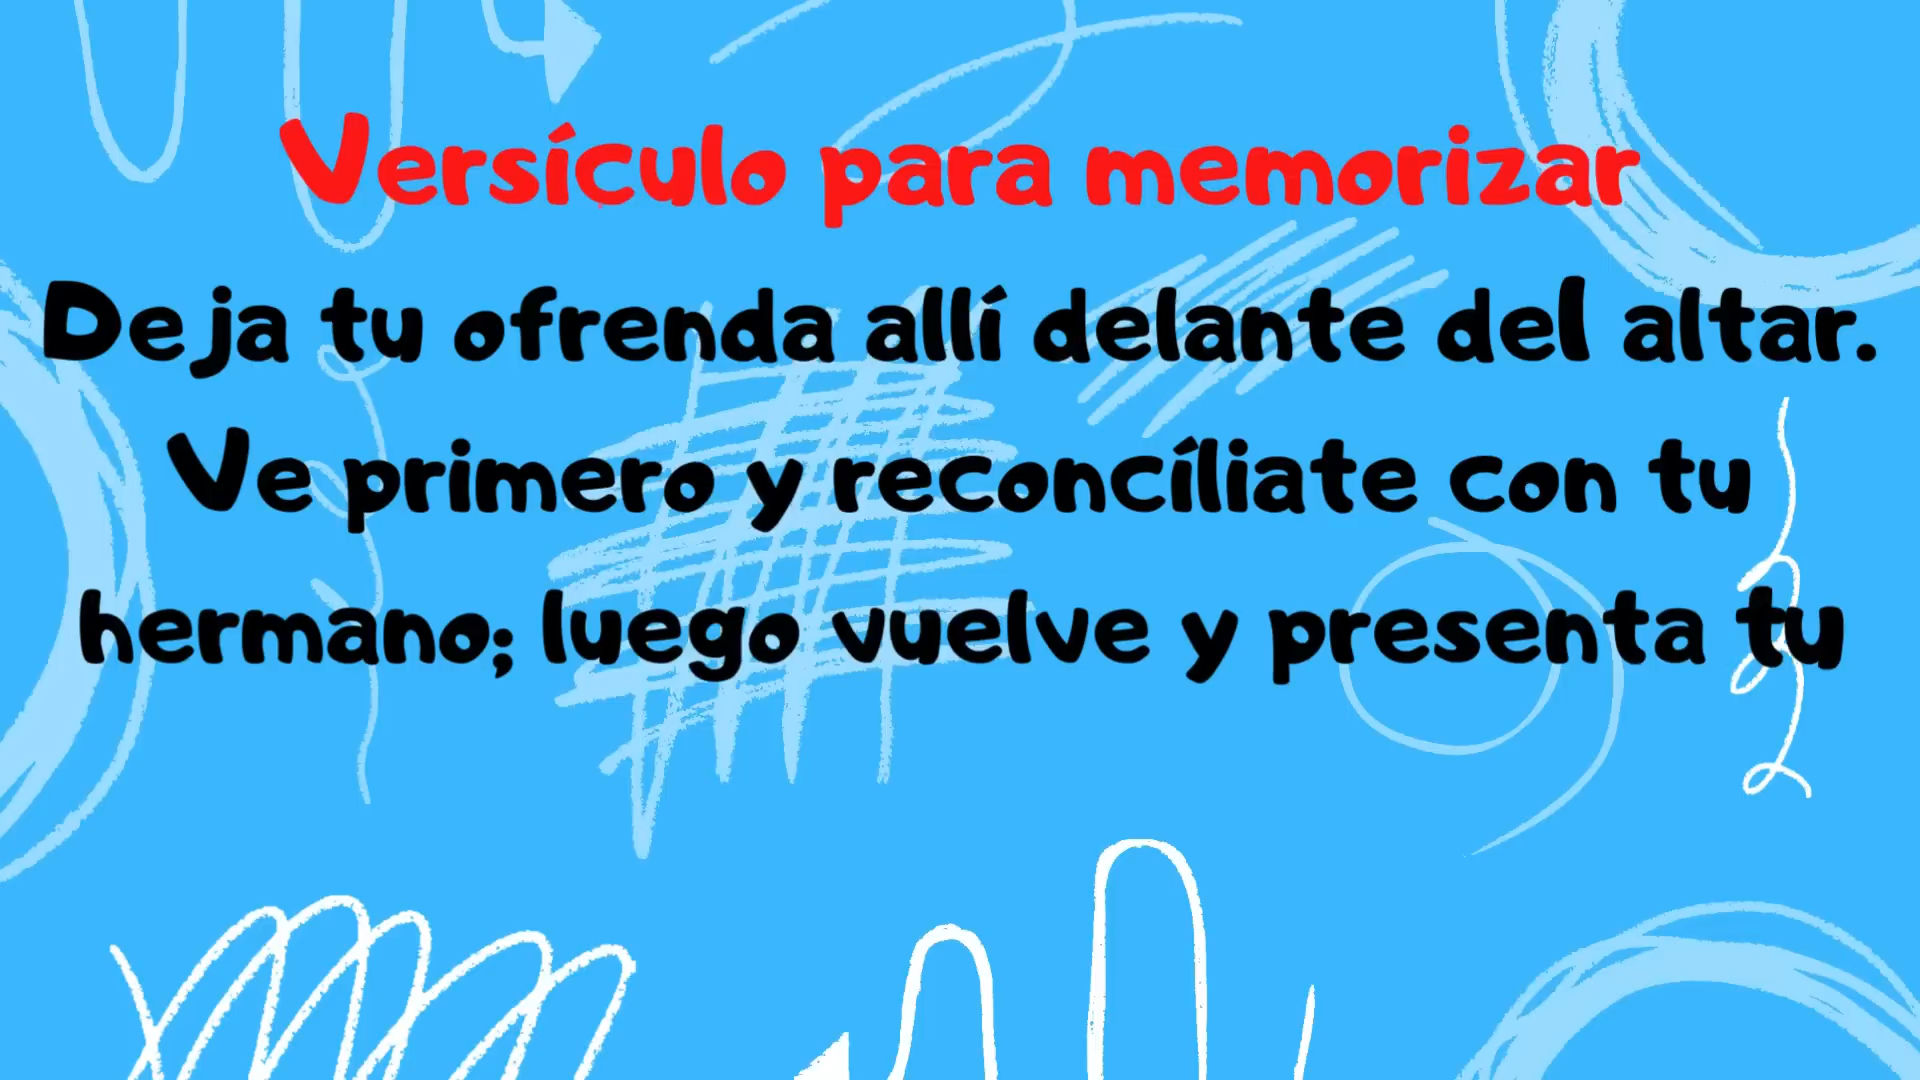 Versículo para memorizar
Deja tu ofrenda allí delante del altar.
Ve primero y reconcíliate con tu
hermano; luego vuelve y presenta tu